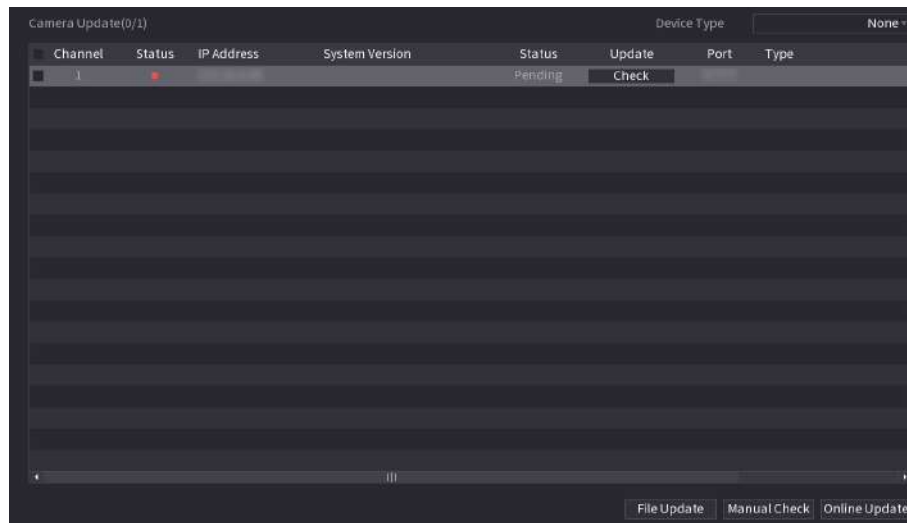 Camera Update(0/1) Device Type None
Channel Status IP Address System Version Status Update Port Type
1 Pending Check
File Update Manual Check Online Update